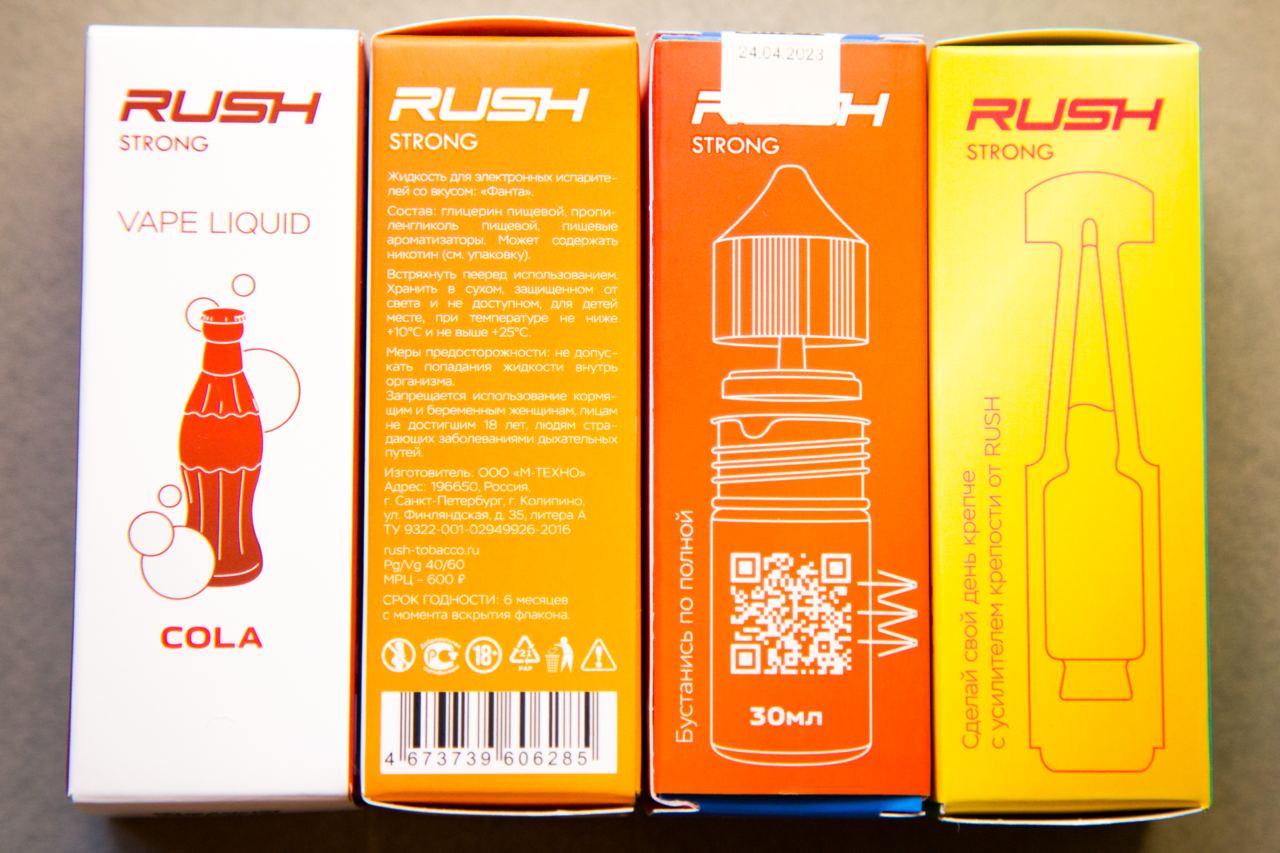 RUSH
STRONG
VAPE LIQUID
COLA
RUSH
STRONG
Жидкость для электронных испарите-
лей со вкусом: «Фанта».
Состав: глицерин пищевой, пропи-
ленгликоль пищевой, пищевые
ароматизаторы. Может содержать
никотин (см. упаковку).
Встряхнуть пееред использованием.
Хранить в сухом, защищенном от
света и не доступном, для детей
месте, при температуре не ниже
+10°C и не выше +25°C.
Меры предосторожности: не допус-
кать попадания жидкости внутрь
организма.
Запрещается использование кормя-
щим и беременным женщинам, лицам
не достигшим 18 лет, людям стра-
дающих заболеваниями дыхательных
путей.
Изготовитель: ООО «М-ТЕХНО»
Адрес: 196650, Россия,
г. Санкт-Петербург, г. Колипино,
ул. Финляндская, д. 35, литера А
ТУ 9322-001-02949926-2016
rush-tobacco.ru
Pg/Vg 40/60
МРЦ – 600 ₽
СРОК ГОДНОСТИ: 6 месяцев
с момента вскрытия флакона.
18+
21
PAP
4 673739 606285
24.04.2023
RUSH
STRONG
Бустанись по полной
30мл
RUSH
STRONG
Сделай свой день крепче
с усилителем крепости от RUSH